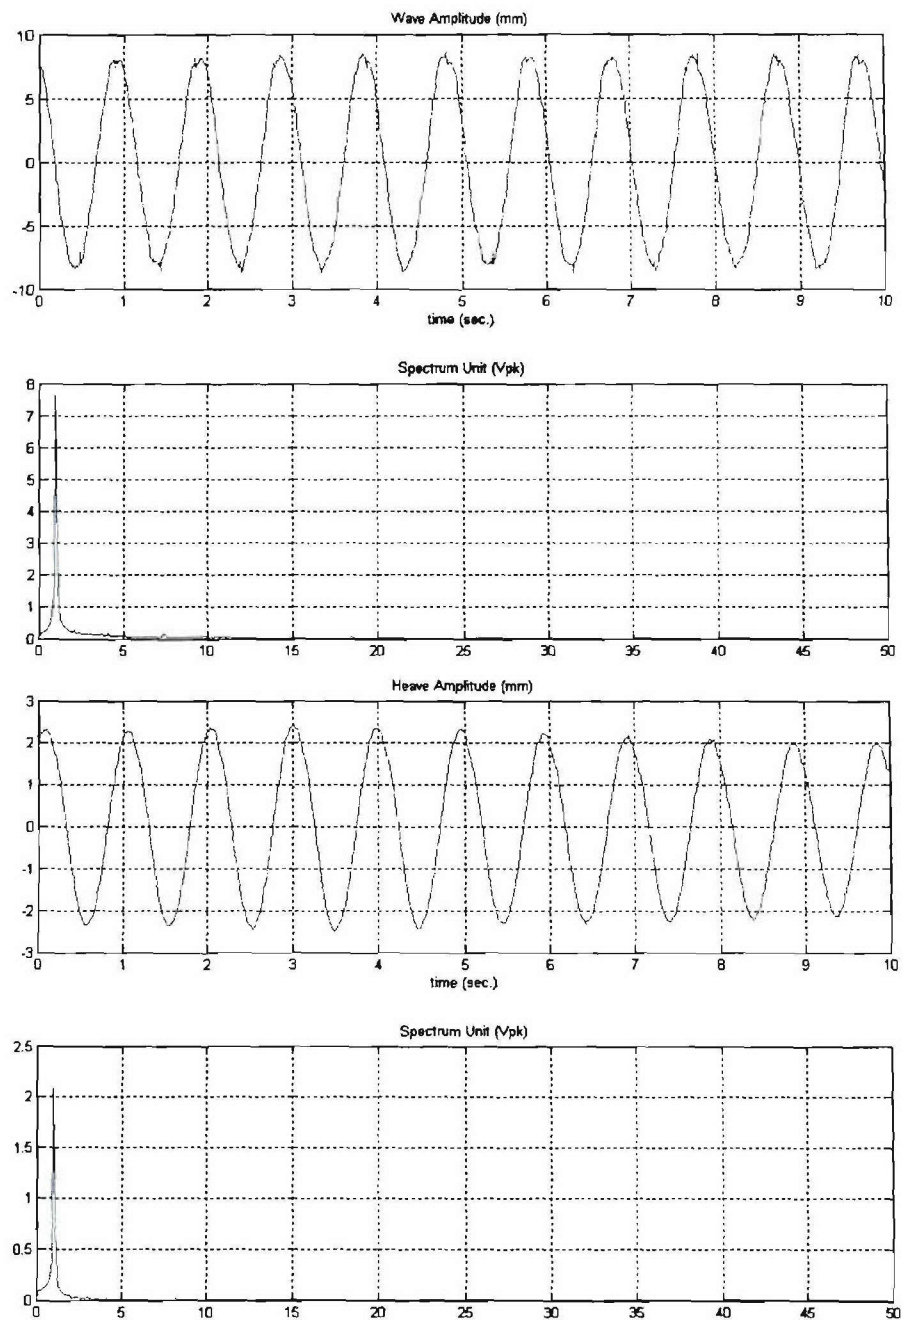 Wave Amplitude (mm)
10
5
0
-5
-10
0 1 2 3 4 5 6 7 8 9 10
time (sec.)
Spectrum Unit (Vpk)
8
7
6
5
4
3
2
1
0
0 5 10 15 20 25 30 35 40 45 50
Heave Amplitude (mm)
3
2
1
0
-1
-2
-3
0 1 2 3 4 5 6 7 8 9 10
time (sec.)
Spectrum Unit (Vpk)
2.5
2
1.5
1
0.5
0
0 5 10 15 20 25 30 35 40 45 50